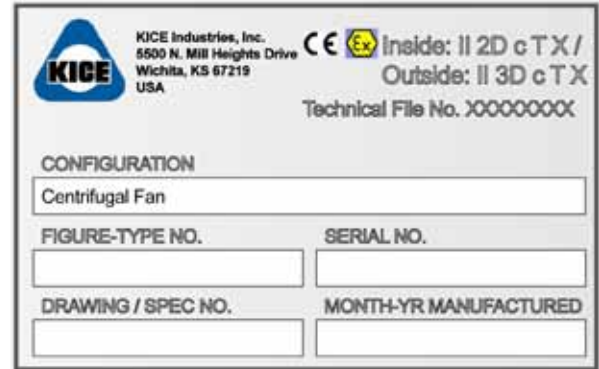 KICE
KICE Industries, Inc.
5500 N. Mill Heights Drive
Wichita, KS 67219
USA
CE Ex Inside: II 2D c T X /
Outside: II 3D c T X
Technical File No. XXXXXXXX
CONFIGURATION
Centrifugal Fan
FIGURE-TYPE NO.
SERIAL NO.
DRAWING / SPEC NO.
MONTH-YR MANUFACTURED